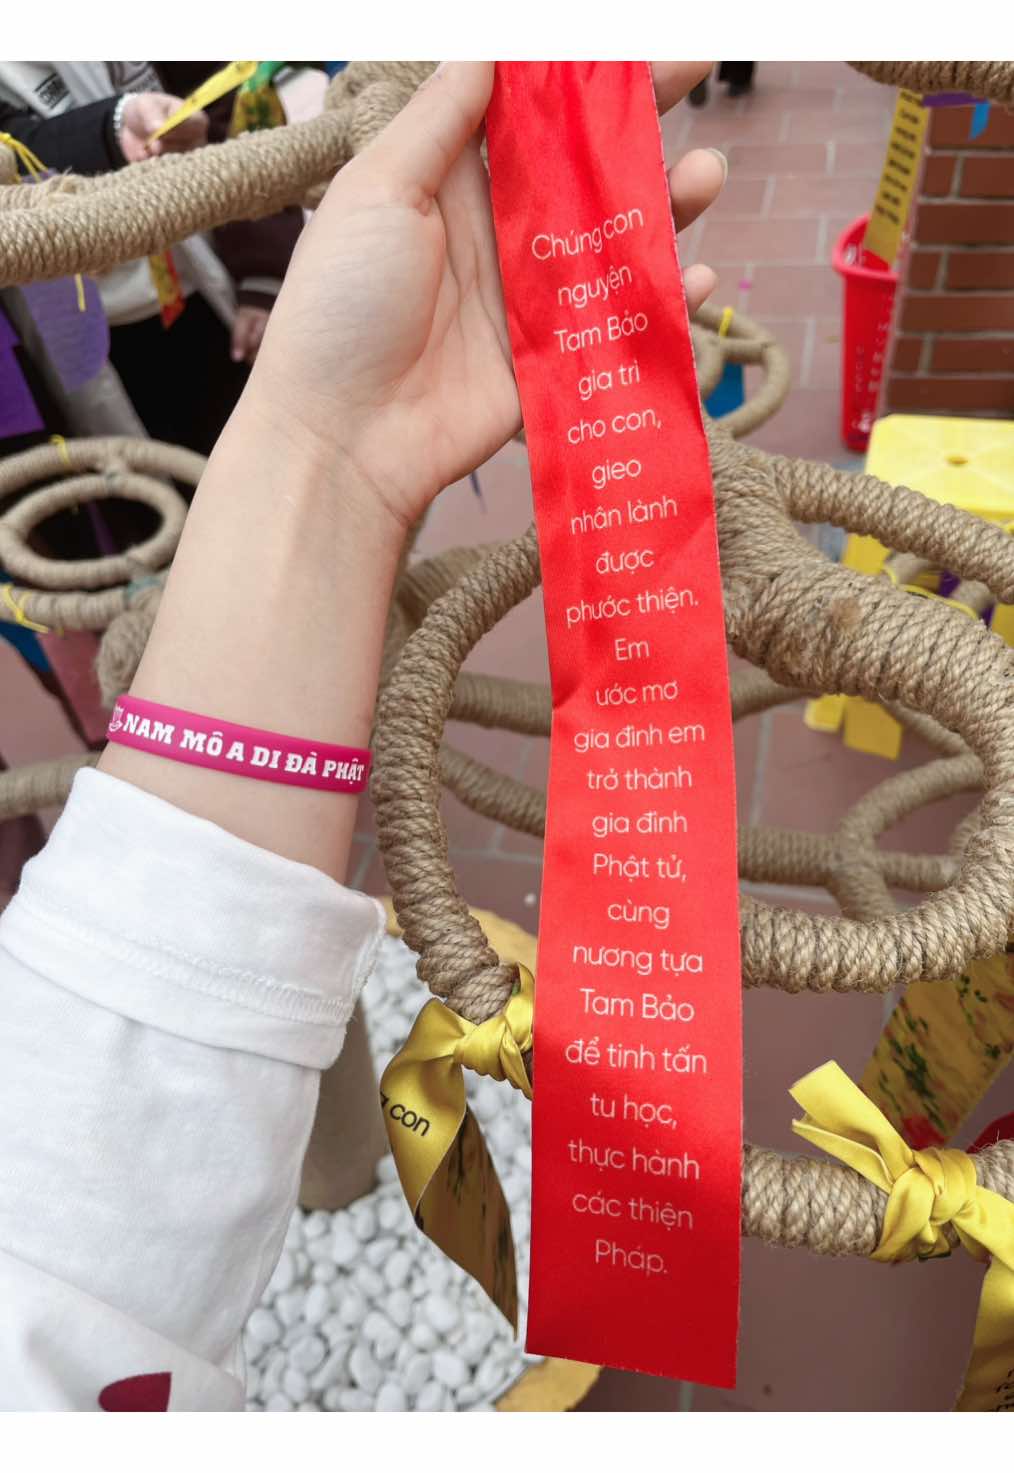 Chúng con
nguyện
Tam Bảo
gia trì
cho con,
gieo
nhân lành
được
phước thiện.
Em
ước mơ
gia đình em
trở thành
gia đình
Phật tử,
cùng
nương tựa
Tam Bảo
để tinh tấn
tu học,
thực hành
các thiện
Pháp.
NAM MÔ A DI ĐÀ PHẬT
con